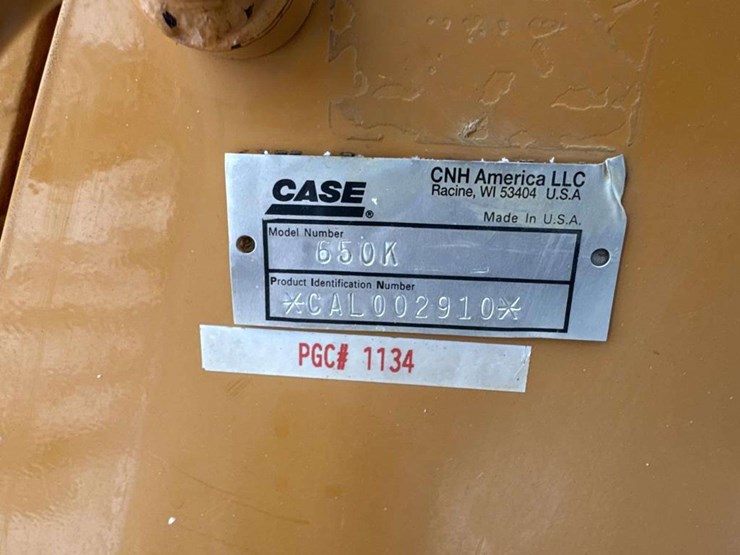 CASE®
CNH America LLC
Racine, WI 53404 U.S.A
Made In U.S.A.
Model Number
650K
Product Identification Number
*CAL002910*
PGC# 1134